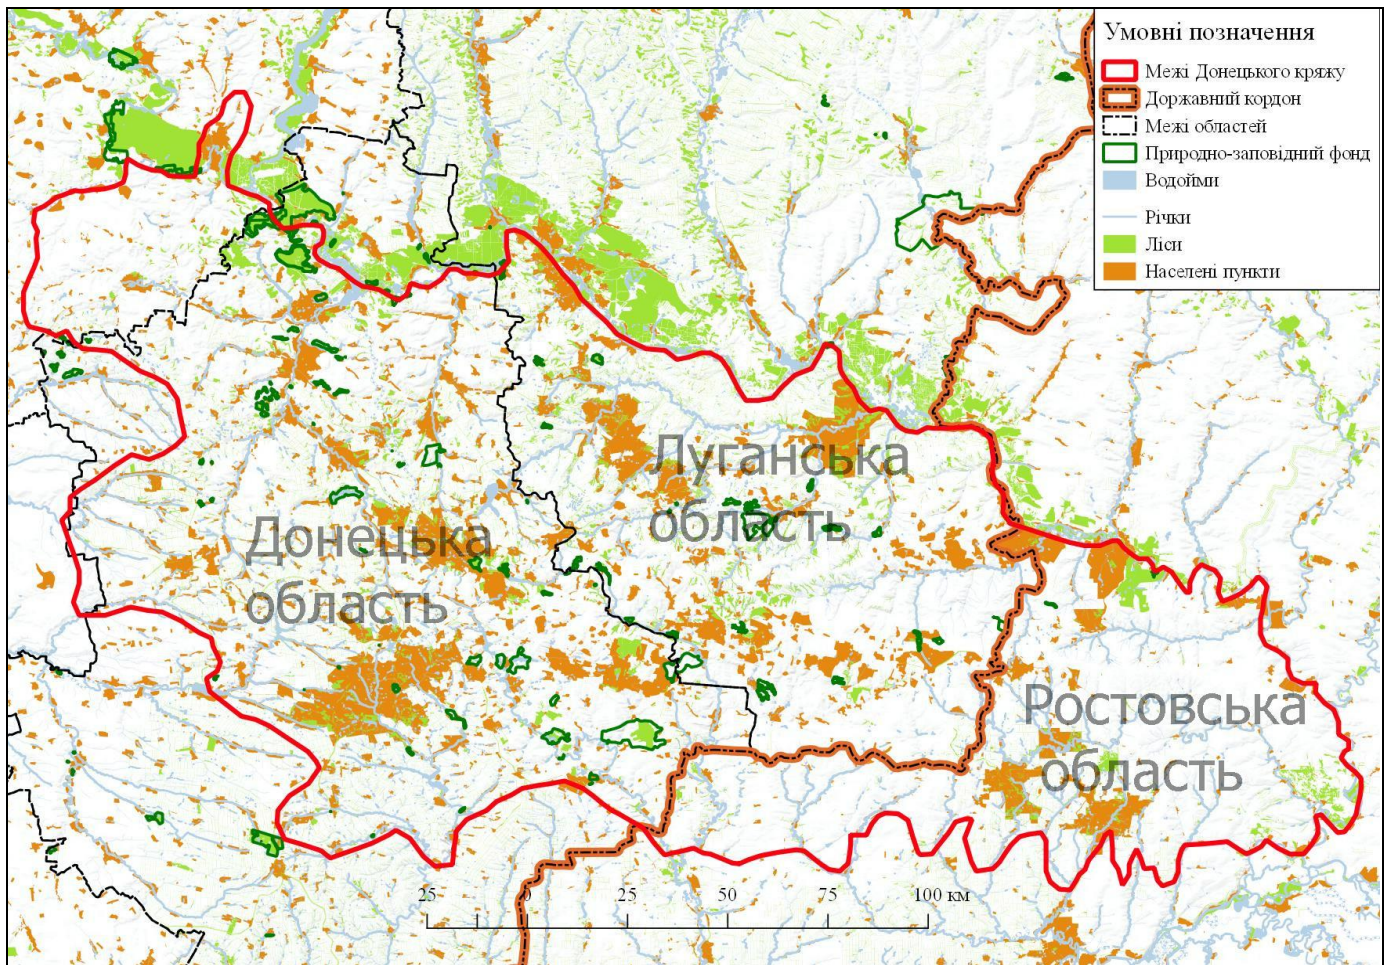 Умовні позначення
Межі Донецького кряжу
Доржавний кордон
Межі областей
Природно-заповідний фонд
Водойми
Річки
Ліси
Населені пункти
Луганська
область
Донецька
область
Ростовська
область
25 0 25 50 75 100 км